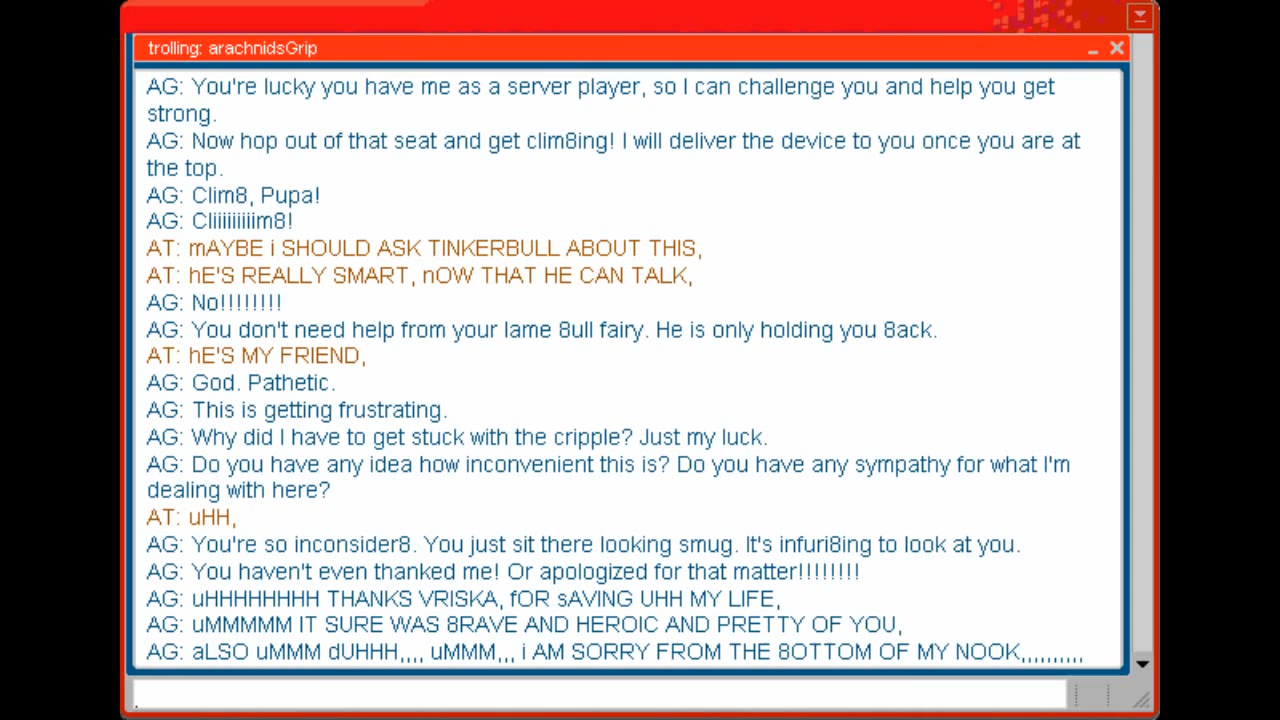 trolling: arachnidsGrip
AG: You're lucky you have me as a server player, so I can challenge you and help you get
strong.
AG: Now hop out of that seat and get clim8ing! I will deliver the device to you once you are at
the top.
AG: Clim8, Pupa!
AG: Cliiiiiiiiim8!
AT: mAYBE i SHOULD ASK TINKERBULL ABOUT THIS,
AT: hE'S REALLY SMART, nOW THAT HE CAN TALK,
AG: No!!!!!!!!
AG: You don't need help from your lame 8ull fairy. He is only holding you 8ack.
AT: hE'S MY FRIEND,
AG: God. Pathetic.
AG: This is getting frustrating.
AG: Why did I have to get stuck with the cripple? Just my luck.
AG: Do you have any idea how inconvenient this is? Do you have any sympathy for what I'm
dealing with here?
AT: uHH,
AG: You're so inconsider8. You just sit there looking smug. It's infuri8ing to look at you.
AG: You haven't even thanked me! Or apologized for that matter!!!!!!!!
AG: uHHHHHHHH THANKS VRISKA, fOR sAVING UHH MY LIFE,
AG: uMMMMM IT SURE WAS 8RAVE AND HEROIC AND PRETTY OF YOU,
AG: aLSO uMMM dUHHH,,,, uMMM,,, i AM SORRY FROM THE 8OTTOM OF MY NOOK,,,,,,,,,,